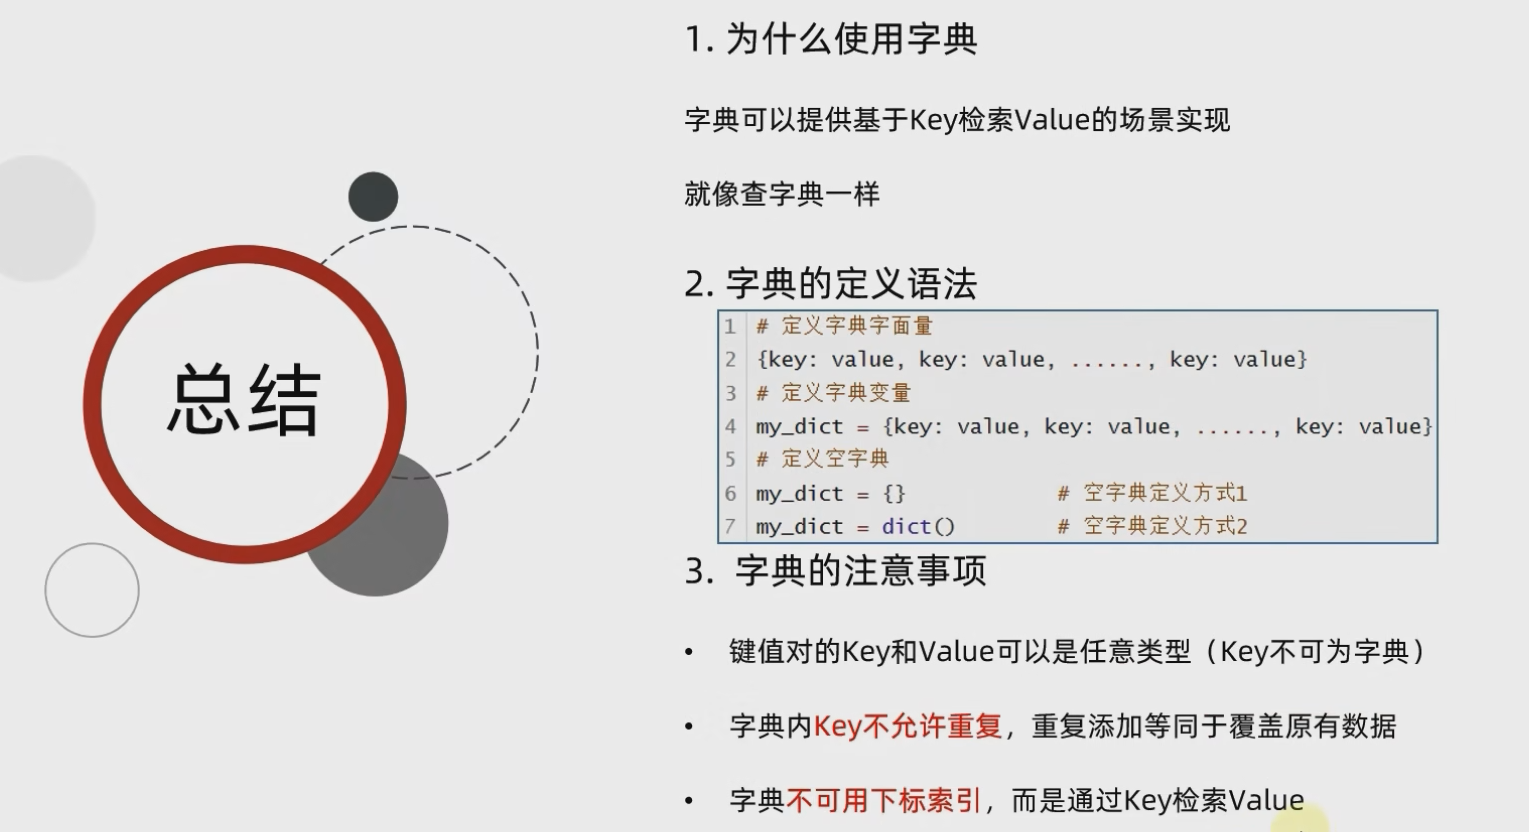 总结
1. 为什么使用字典
字典可以提供基于Key检索Value的场景实现
就像查字典一样
2. 字典的定义语法
1 # 定义字典字面量
2 {key: value, key: value, ......, key: value}
3 # 定义字典变量
4 my_dict = {key: value, key: value, ......, key: value}
5 # 定义空字典
6 my_dict = {} # 空字典定义方式1
7 my_dict = dict() # 空字典定义方式2
3. 字典的注意事项
• 键值对的Key和Value可以是任意类型（Key不可为字典）
• 字典内Key不允许重复，重复添加等同于覆盖原有数据
• 字典不可用下标索引，而是通过Key检索Value